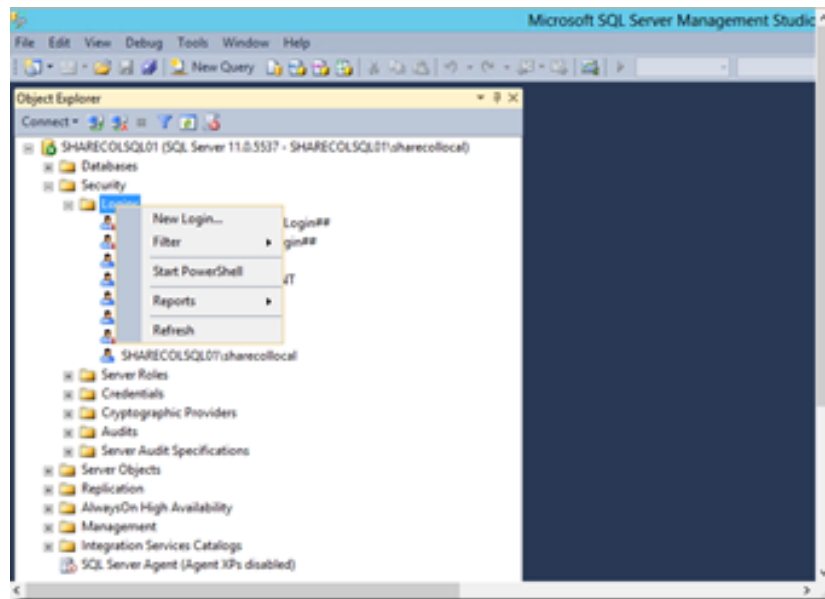 Microsoft SQL Server Management Studio
File Edit View Debug Tools Window Help
New Query
Object Explorer
Connect
SHARECOLSQL01 (SQL Server 11.0.5537 - SHARECOLSQL01\sharecollocal)
Databases
Security
Logins
New Login...
Login##
Filter
gin##
Start PowerShell
NT
Reports
Refresh
SHARECOLSQL01\sharecollocal
Server Roles
Credentials
Cryptographic Providers
Audits
Server Audit Specifications
Server Objects
Replication
AlwaysOn High Availability
Management
Integration Services Catalogs
SQL Server Agent (Agent XPs disabled)